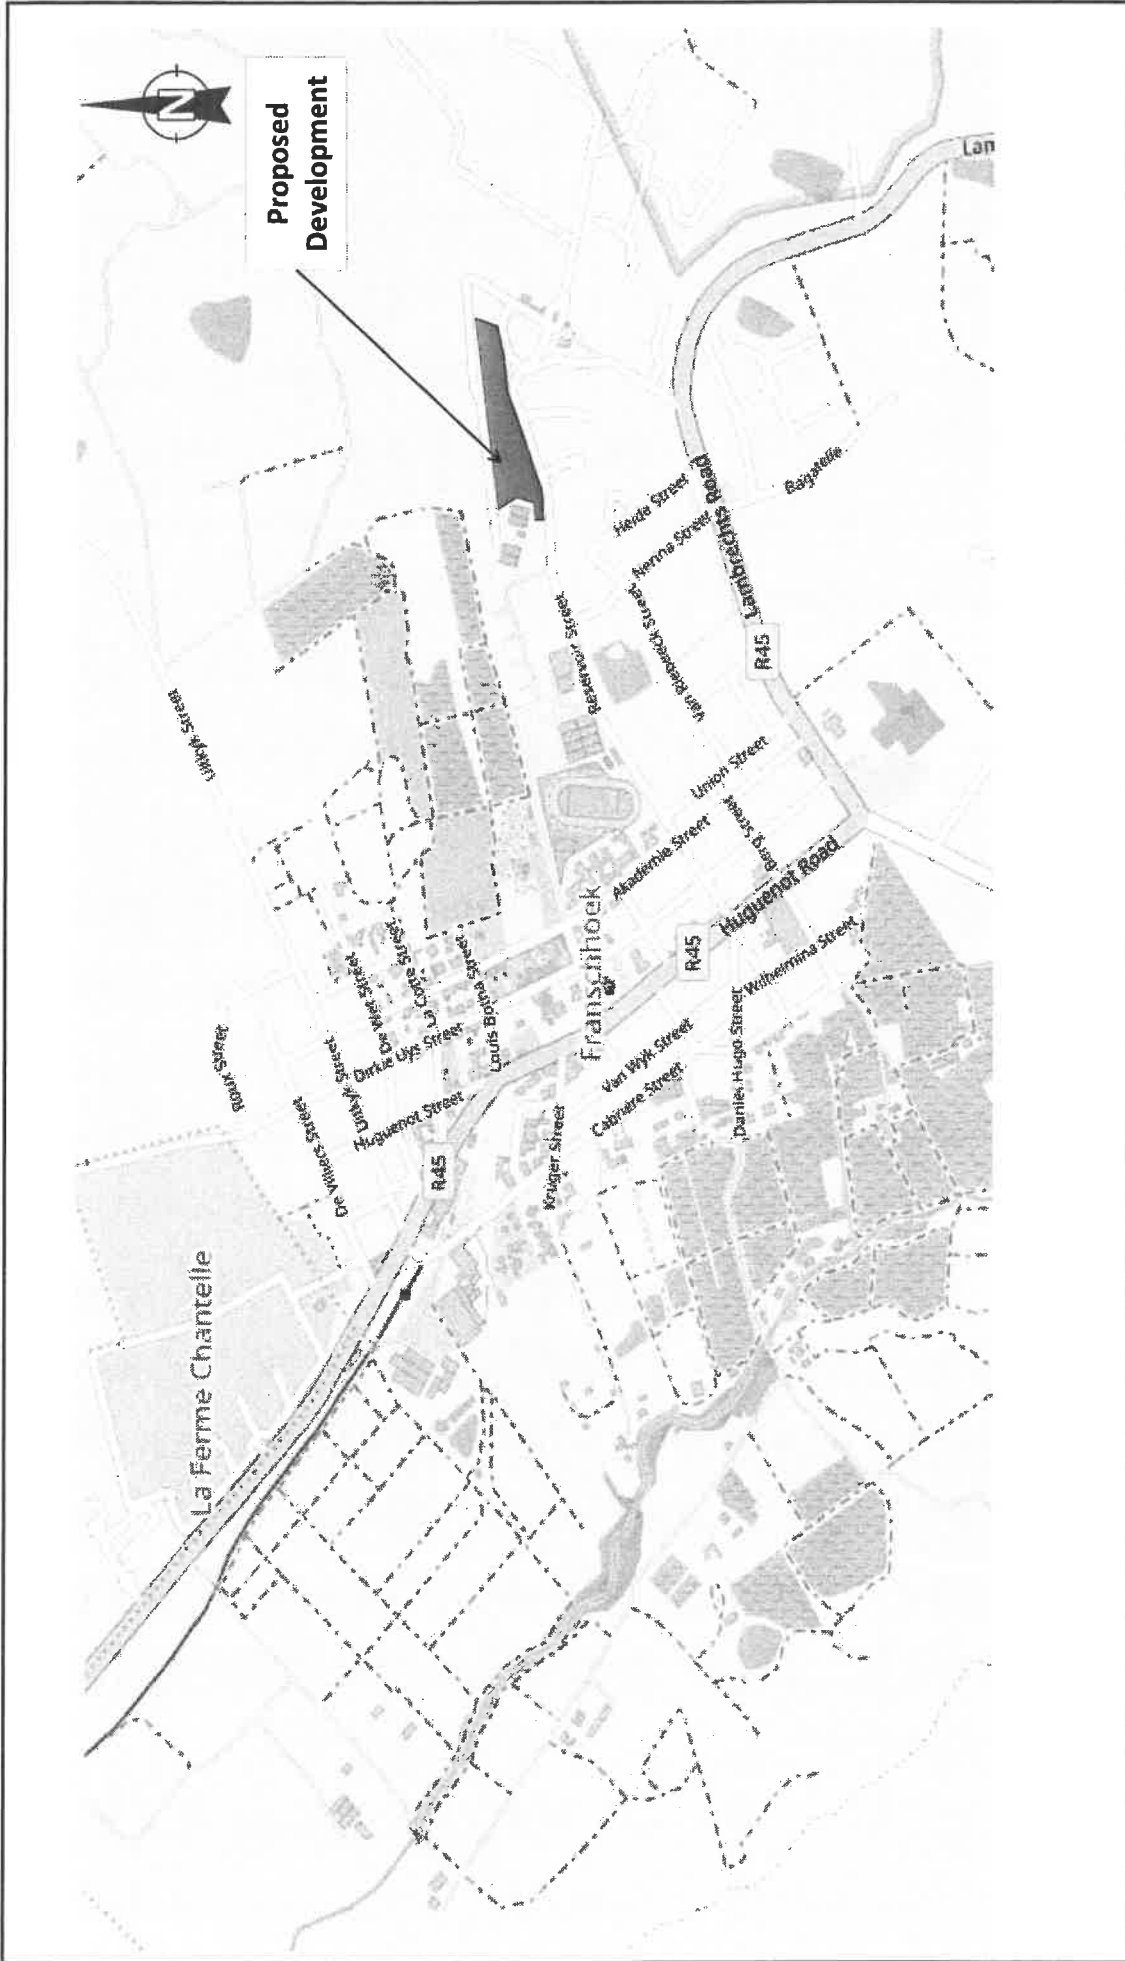 N
Proposed
Development
Lan
La Ferme Chantelle
Uitkyk Street
Roux Street
De Villiers Street
Uitkyk Street
Huguenot Street
Dirkie Uys Street
De Wet Street
La Cotte Street
Louis Botha Street
R45
Kruger Street
Franschhoek
Reservoir Street
Akademie Street
Union Street
Berg Street
Van Riebeeck Street
Nerina Street
Heide Street
Bagatelle
Lambrechts Road
R45
Huguenot Road
R45
Wilhelmina Street
Daniel Hugo Street
Van Wyk Street
Cabriere Street